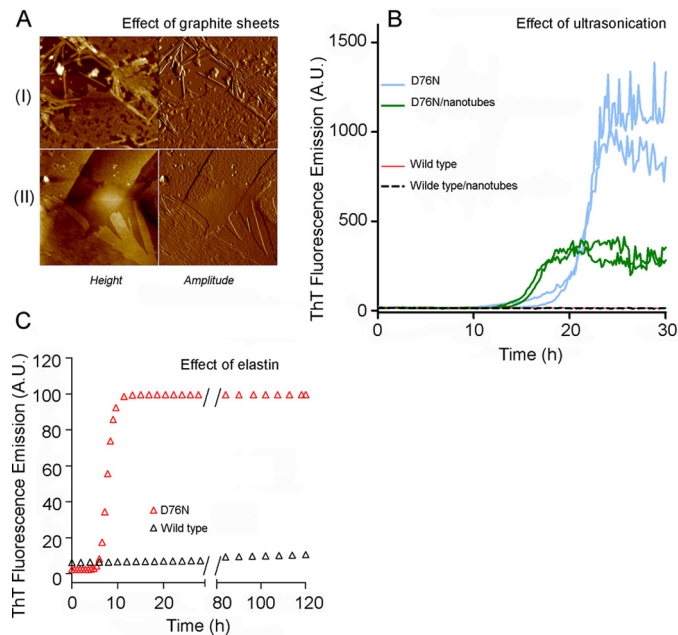 A
Effect of graphite sheets
(I)
(II)
Height
Amplitude
B
Effect of ultrasonication
ThT Fluorescence Emission (A.U.)
1500
1000
500
0
D76N
D76N/nanotubes
Wild type
Wilde type/nanotubes
0
10
20
30
Time (h)
C
Effect of elastin
ThT Fluorescence Emission (A.U.)
120
100
80
60
40
20
0
D76N
Wild type
0
10
20
80
100
120
Time (h)